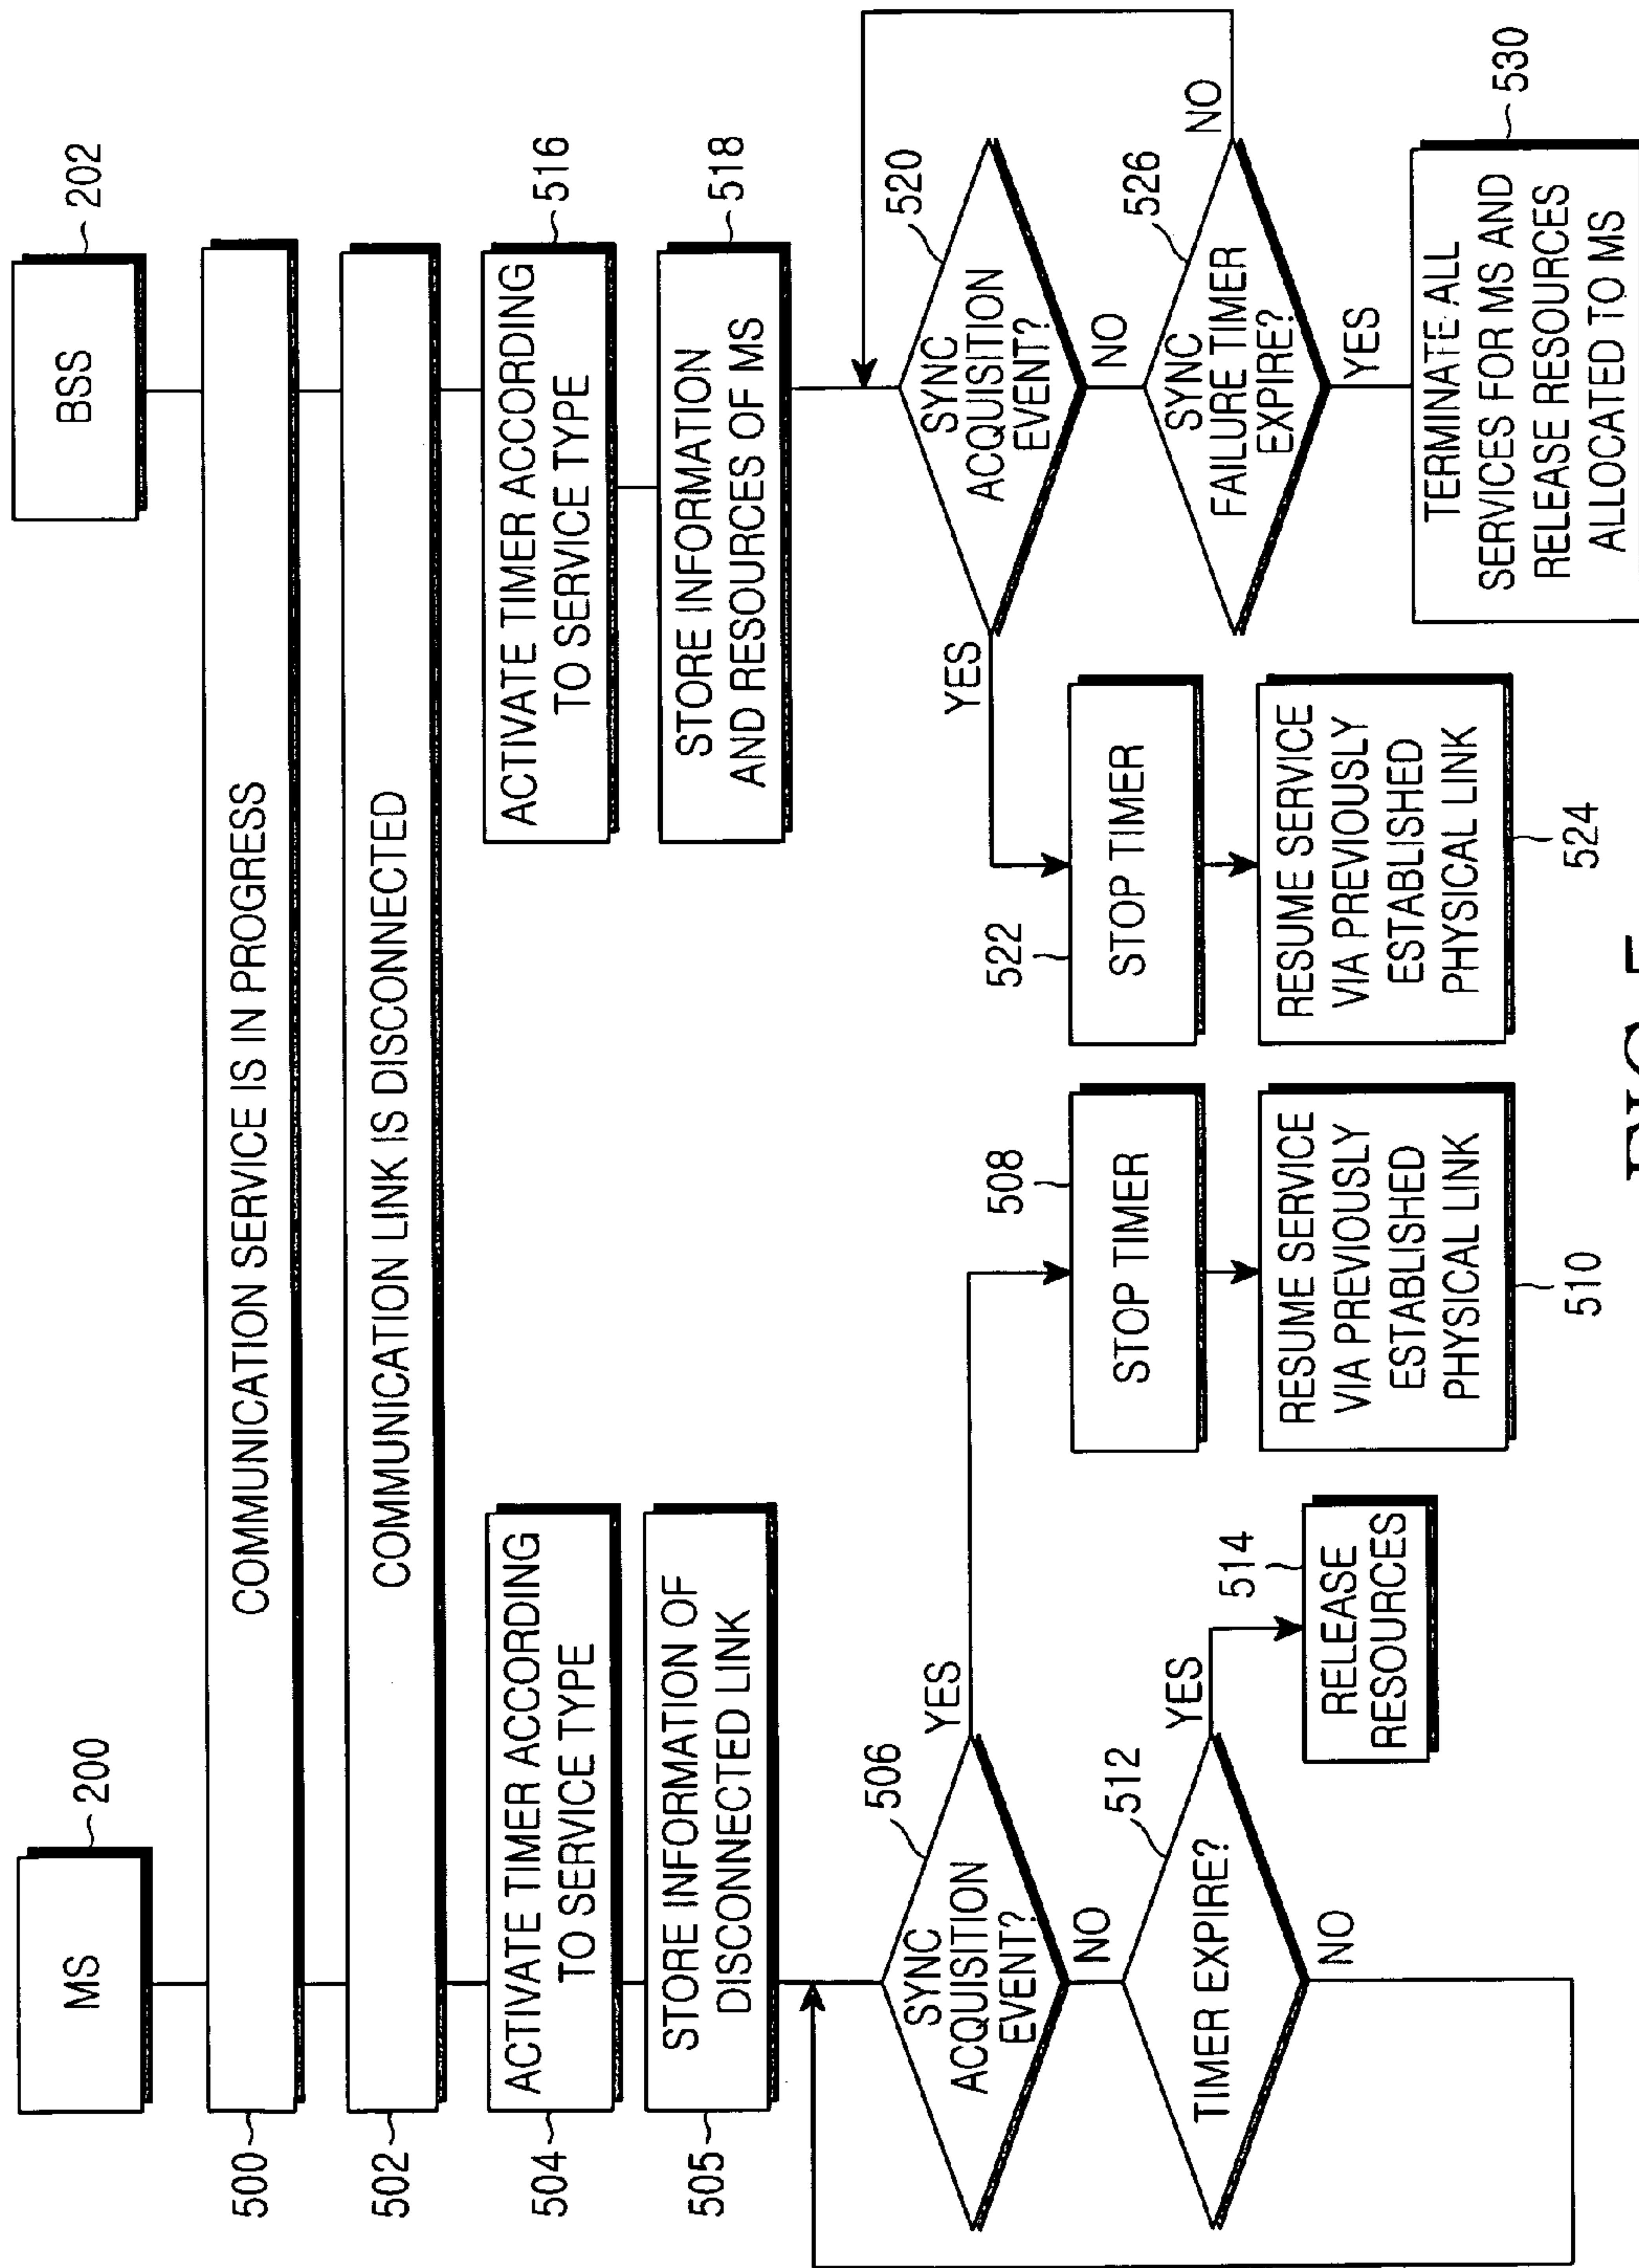 MS
200
BSS
202
500
COMMUNICATION SERVICE IS IN PROGRESS
502
COMMUNICATION LINK IS DISCONNECTED
504
ACTIVATE TIMER ACCORDING
TO SERVICE TYPE
505
STORE INFORMATION OF
DISCONNECTED LINK
506
SYNC
ACQUISITION
EVENT?
YES
NO
512
TIMER EXPIRE?
YES
NO
514
RELEASE
RESOURCES
508
STOP TIMER
RESUME SERVICE
VIA PREVIOUSLY
ESTABLISHED
PHYSICAL LINK
510
ACTIVATE TIMER ACCORDING
TO SERVICE TYPE
516
STORE INFORMATION
AND RESOURCES OF MS
518
SYNC
ACQUISITION
EVENT?
520
YES
NO
522
STOP TIMER
RESUME SERVICE
VIA PREVIOUSLY
ESTABLISHED
PHYSICAL LINK
524
SYNC
FAILURE TIMER
EXPIRE?
526
NO
YES
TERMINATE ALL
SERVICES FOR MS AND
RELEASE RESOURCES
ALLOCATED TO MS
530